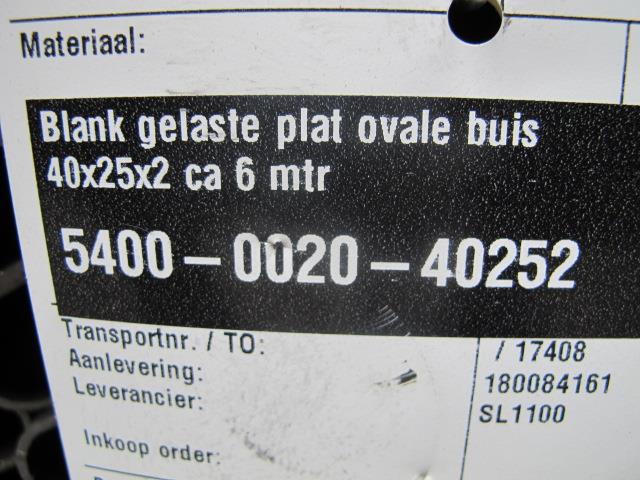 Materiaal:
Blank gelaste plat ovale buis
40x25x2 ca 6 mtr
5400-0020-40252
Transportnr. / TO: / 17408
Aanlevering: 180084161
Leverancier: SL1100
Inkoop order: